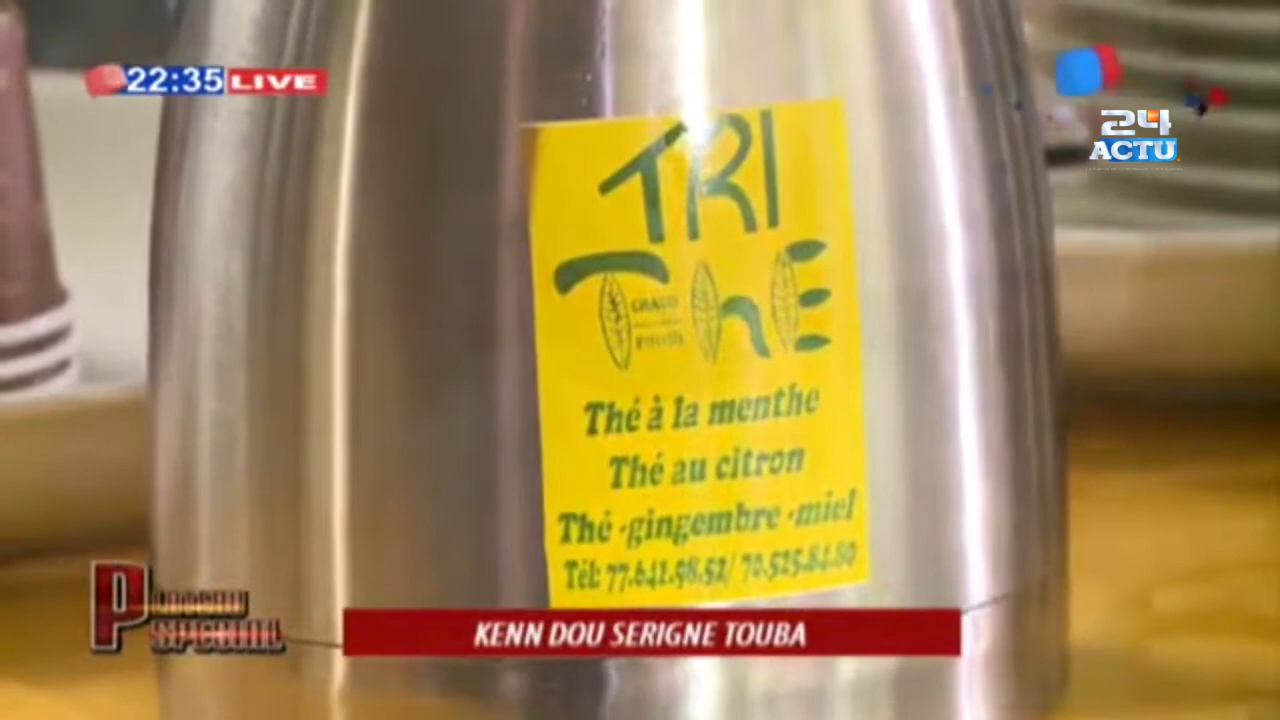 22:35 LIVE
24
ACTU
TRI
ThE
Thé à la menthe
Thé au citron
Thé -gingembre -miel
Tél: 77.641.98.52/ 70.525.84.80
SPECIAL
KENN DOU SERIGNE TOUBA